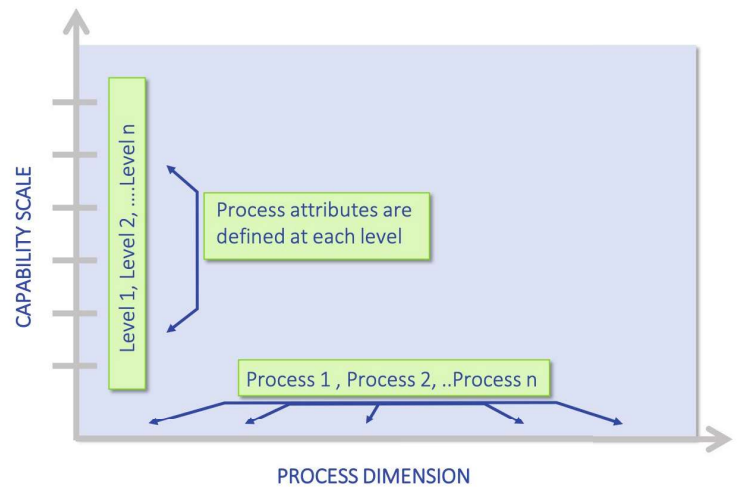 CAPABILITY SCALE
Level 1, Level 2, ....Level n
Process attributes are
defined at each level
Process 1 , Process 2, ..Process n
PROCESS DIMENSION